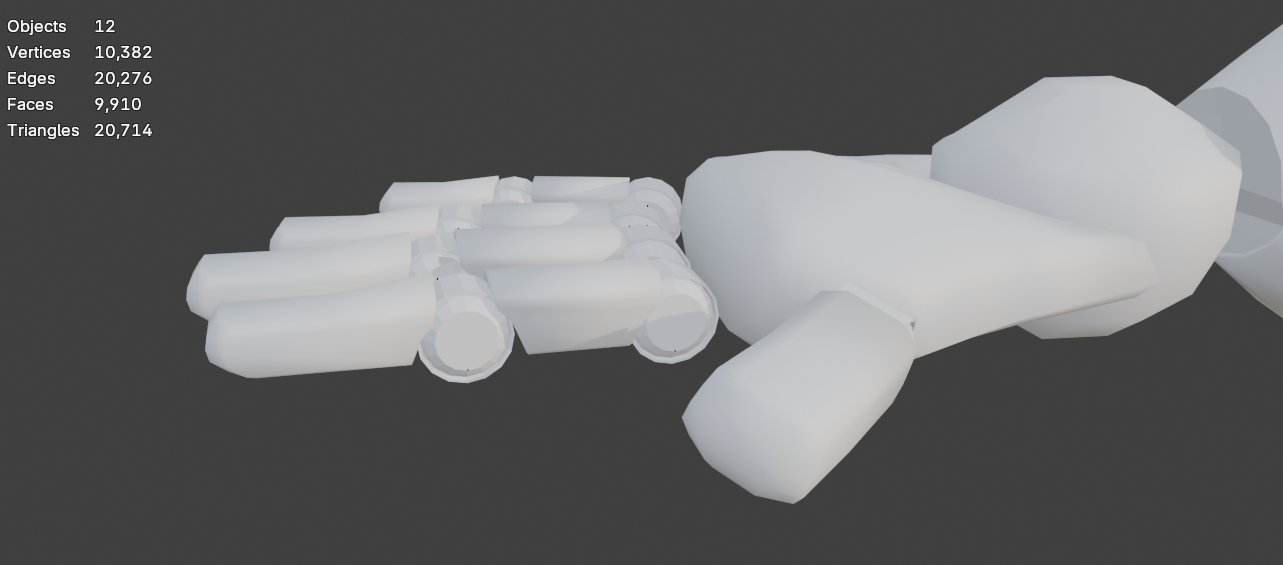 Objects 12
Vertices 10,382
Edges 20,276
Faces 9,910
Triangles 20,714